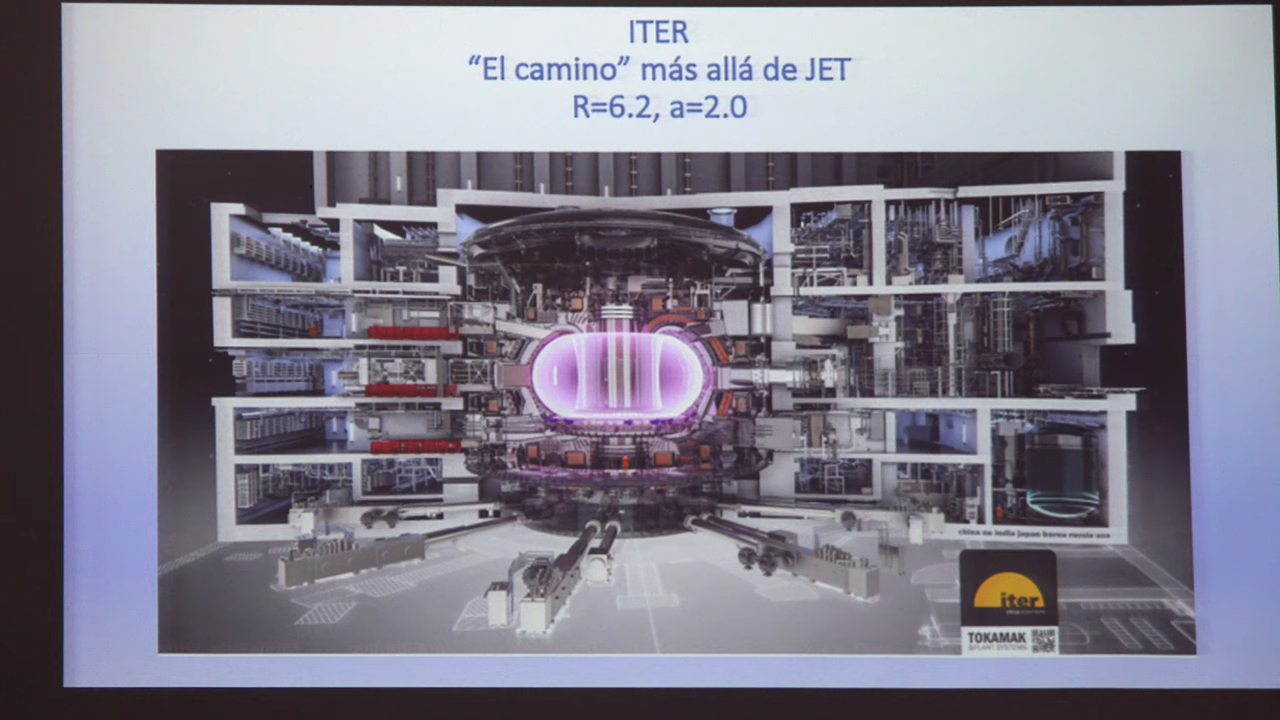 ITER
“El camino” más allá de JET
R=6.2, a=2.0
china eu india japan korea russia usa
iter
TOKAMAK
& PLANT SYSTEMS